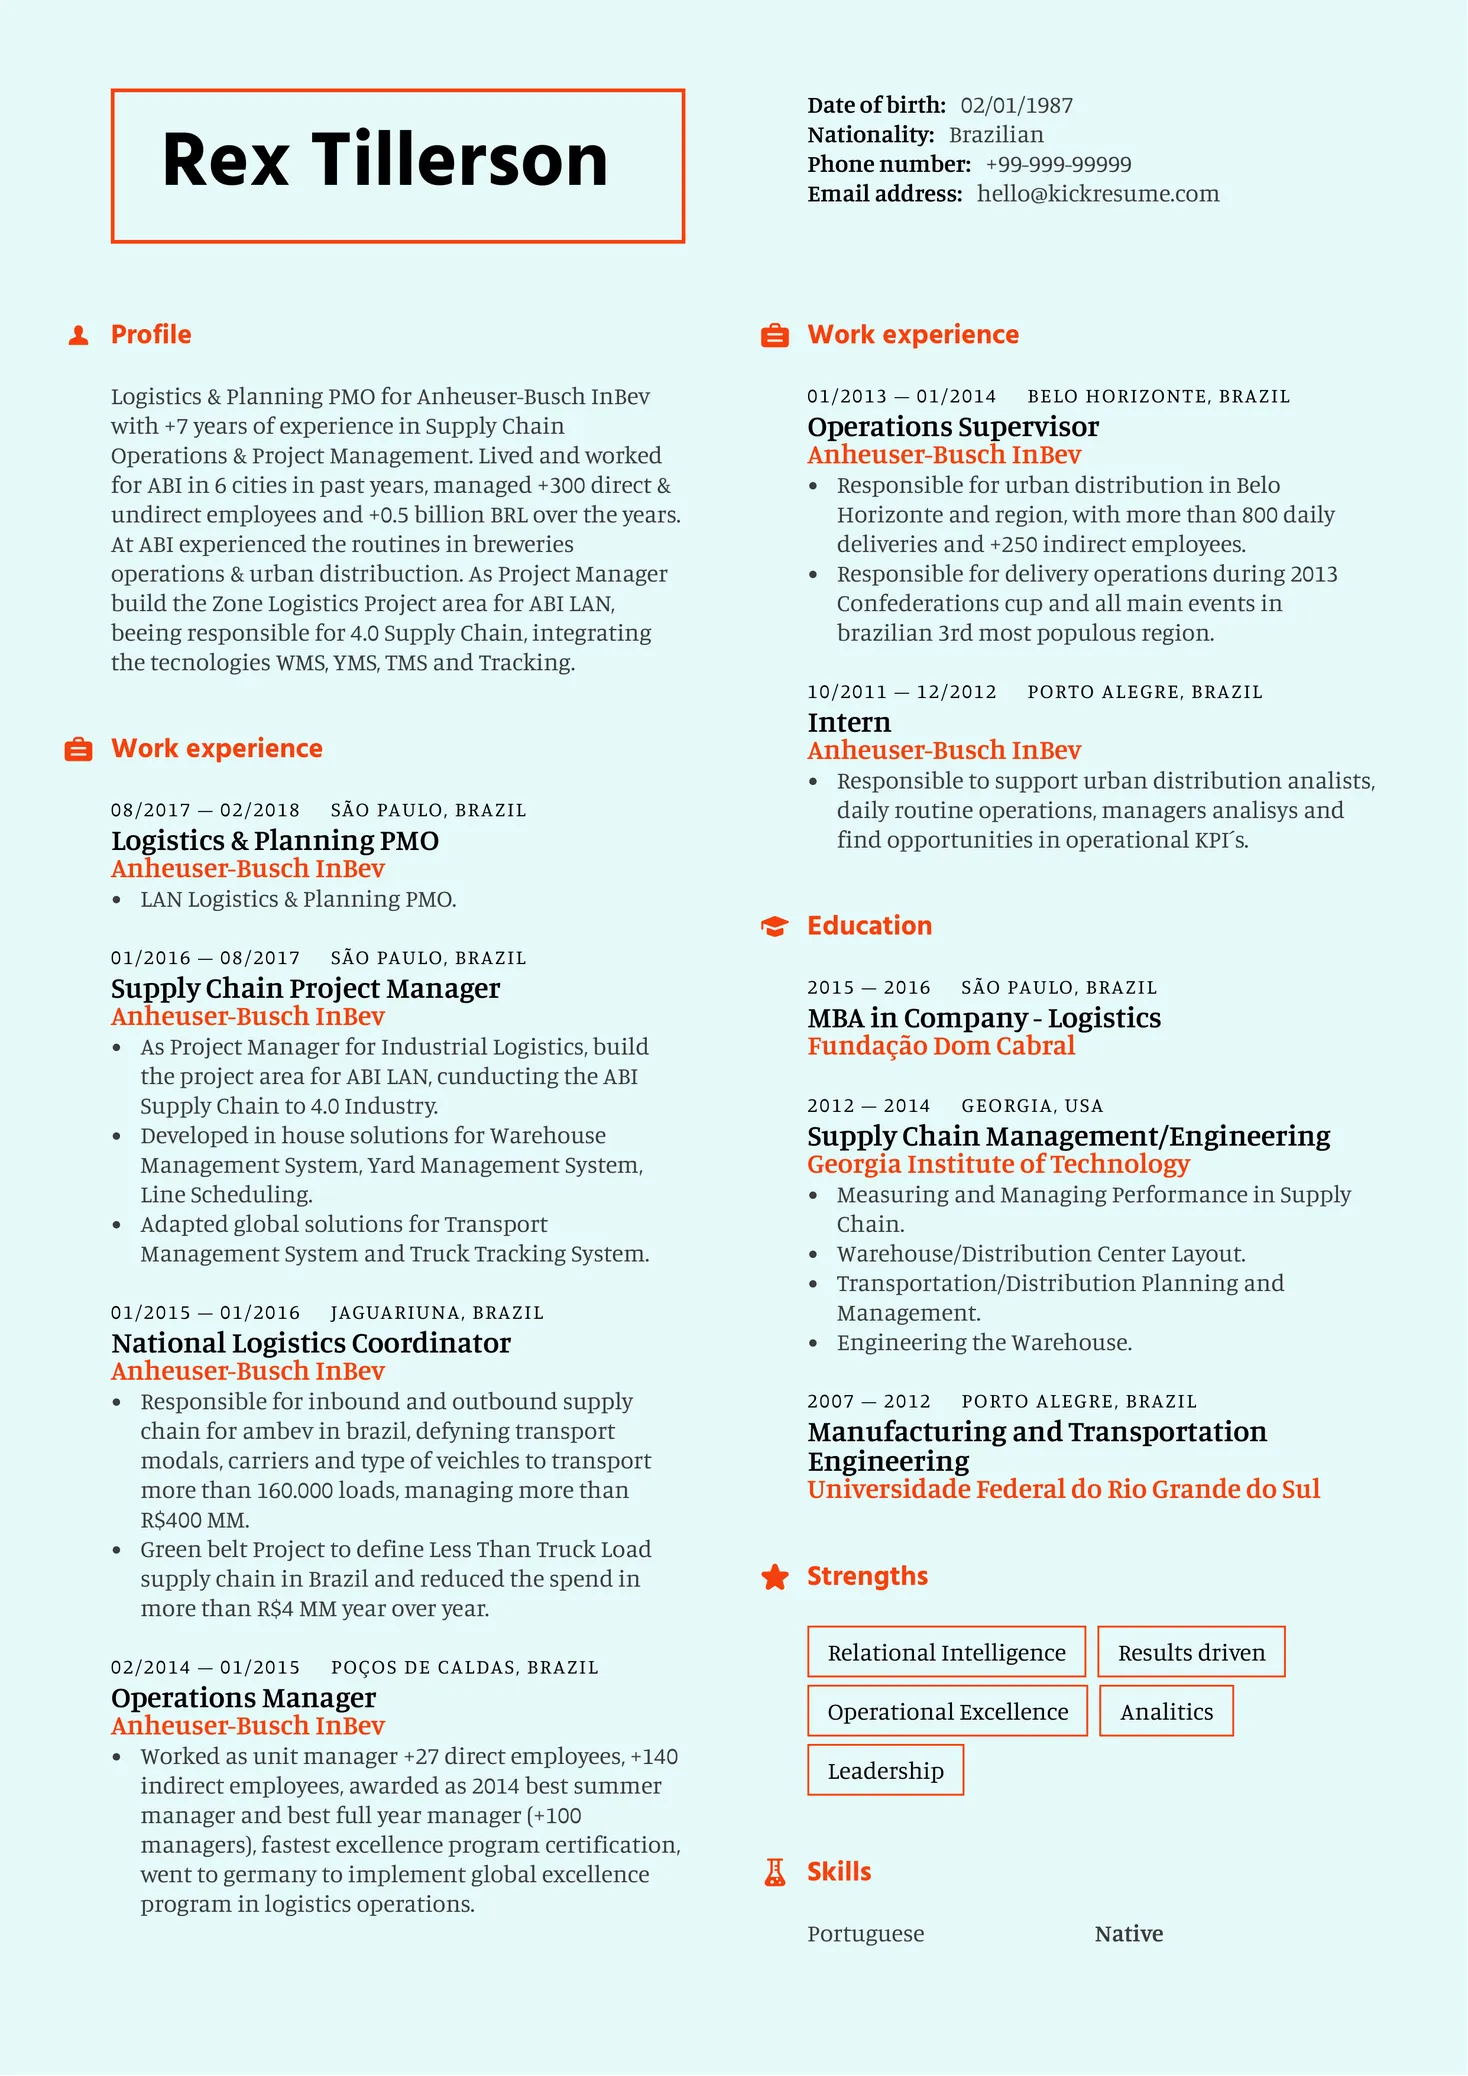 Rex Tillerson
Date of birth: 02/01/1987
Nationality: Brazilian
Phone number: +99-999-99999
Email address: hello@kickresume.com
Profile
Logistics & Planning PMO for Anheuser-Busch InBev
with +7 years of experience in Supply Chain
Operations & Project Management. Lived and worked
for ABI in 6 cities in past years, managed +300 direct &
undirect employees and +0.5 billion BRL over the years.
At ABI experienced the routines in breweries
operations & urban distribuction. As Project Manager
build the Zone Logistics Project area for ABI LAN,
beeing responsible for 4.0 Supply Chain, integrating
the tecnologies WMS, YMS, TMS and Tracking.
Work experience
08/2017 — 02/2018 SÃO PAULO, BRAZIL
Logistics & Planning PMO
Anheuser-Busch InBev
• LAN Logistics & Planning PMO.
01/2016 — 08/2017 SÃO PAULO, BRAZIL
Supply Chain Project Manager
Anheuser-Busch InBev
• As Project Manager for Industrial Logistics, build
the project area for ABI LAN, cunducting the ABI
Supply Chain to 4.0 Industry.
• Developed in house solutions for Warehouse
Management System, Yard Management System,
Line Scheduling.
• Adapted global solutions for Transport
Management System and Truck Tracking System.
01/2015 — 01/2016 JAGUARIUNA, BRAZIL
National Logistics Coordinator
Anheuser-Busch InBev
• Responsible for inbound and outbound supply
chain for ambev in brazil, defyning transport
modals, carriers and type of veichles to transport
more than 160.000 loads, managing more than
R$400 MM.
• Green belt Project to define Less Than Truck Load
supply chain in Brazil and reduced the spend in
more than R$4 MM year over year.
02/2014 — 01/2015 POÇOS DE CALDAS, BRAZIL
Operations Manager
Anheuser-Busch InBev
• Worked as unit manager +27 direct employees, +140
indirect employees, awarded as 2014 best summer
manager and best full year manager (+100
managers), fastest excellence program certification,
went to germany to implement global excellence
program in logistics operations.
Work experience
01/2013 — 01/2014 BELO HORIZONTE, BRAZIL
Operations Supervisor
Anheuser-Busch InBev
• Responsible for urban distribution in Belo
Horizonte and region, with more than 800 daily
deliveries and +250 indirect employees.
• Responsible for delivery operations during 2013
Confederations cup and all main events in
brazilian 3rd most populous region.
10/2011 — 12/2012 PORTO ALEGRE, BRAZIL
Intern
Anheuser-Busch InBev
• Responsible to support urban distribution analists,
daily routine operations, managers analisys and
find opportunities in operational KPI´s.
Education
2015 — 2016 SÃO PAULO, BRAZIL
MBA in Company - Logistics
Fundação Dom Cabral
2012 — 2014 GEORGIA, USA
Supply Chain Management/Engineering
Georgia Institute of Technology
• Measuring and Managing Performance in Supply
Chain.
• Warehouse/Distribution Center Layout.
• Transportation/Distribution Planning and
Management.
• Engineering the Warehouse.
2007 — 2012 PORTO ALEGRE, BRAZIL
Manufacturing and Transportation
Engineering
Universidade Federal do Rio Grande do Sul
Strengths
Relational Intelligence Results driven
Operational Excellence Analitics
Leadership
Skills
Portuguese Native